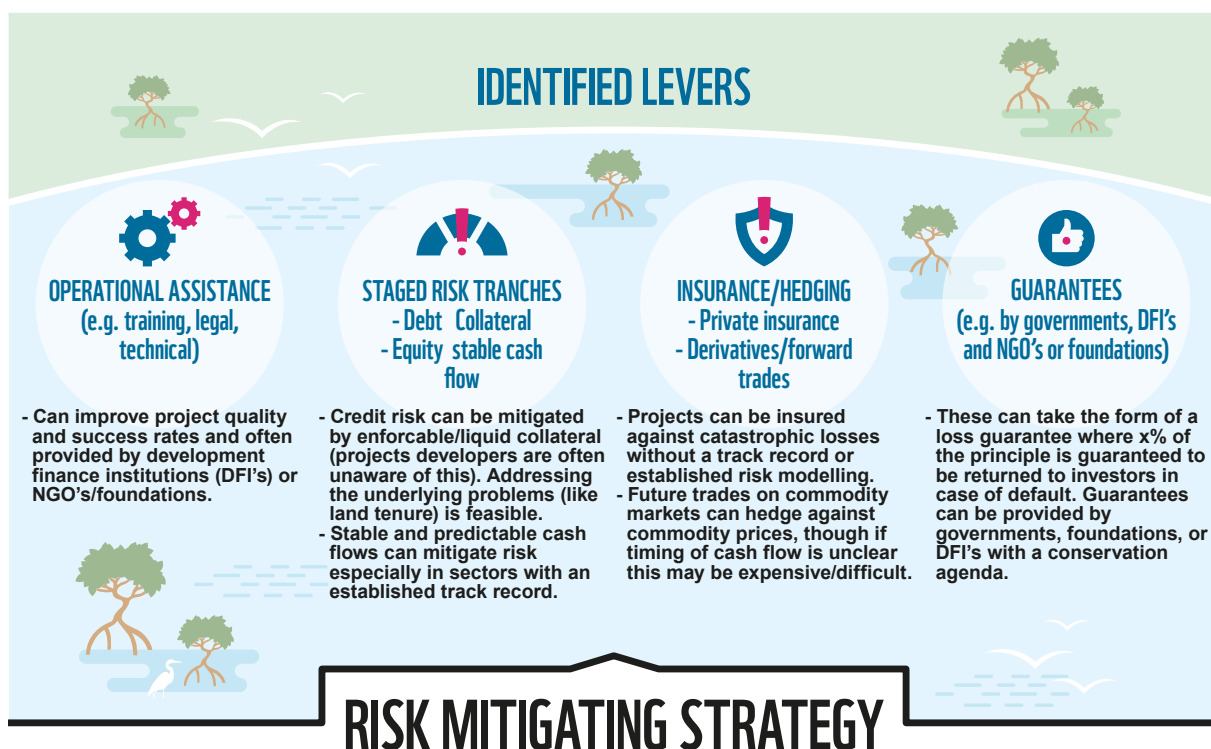 IDENTIFIED LEVERS
OPERATIONAL ASSISTANCE
(e.g. training, legal,
technical)
- Can improve project quality
and success rates and often
provided by development
finance institutions (DFI's) or
NGO's/foundations.
STAGED RISK TRANCHES
- Debt Collateral
- Equity stable cash
flow
- Credit risk can be mitigated
by enforcable/liquid collateral
(projects developers are often
unaware of this). Addressing
the underlying problems (like
land tenure) is feasible.
- Stable and predictable cash
flows can mitigate risk
especially in sectors with an
established track record.
INSURANCE/HEDGING
- Private insurance
- Derivatives/forward
trades
- Projects can be insured
against catastrophic losses
without a track record or
established risk modelling.
- Future trades on commodity
markets can hedge against
commodity prices, though if
timing of cash flow is unclear
this may be expensive/difficult.
GUARANTEES
(e.g. by governments, DFI's
and NGO's or foundations)
- These can take the form of a
loss guarantee where x% of
the principle is guaranteed to
be returned to investors in
case of default. Guarantees
can be provided by
governments, foundations, or
DFI's with a conservation
agenda.
RISK MITIGATING STRATEGY